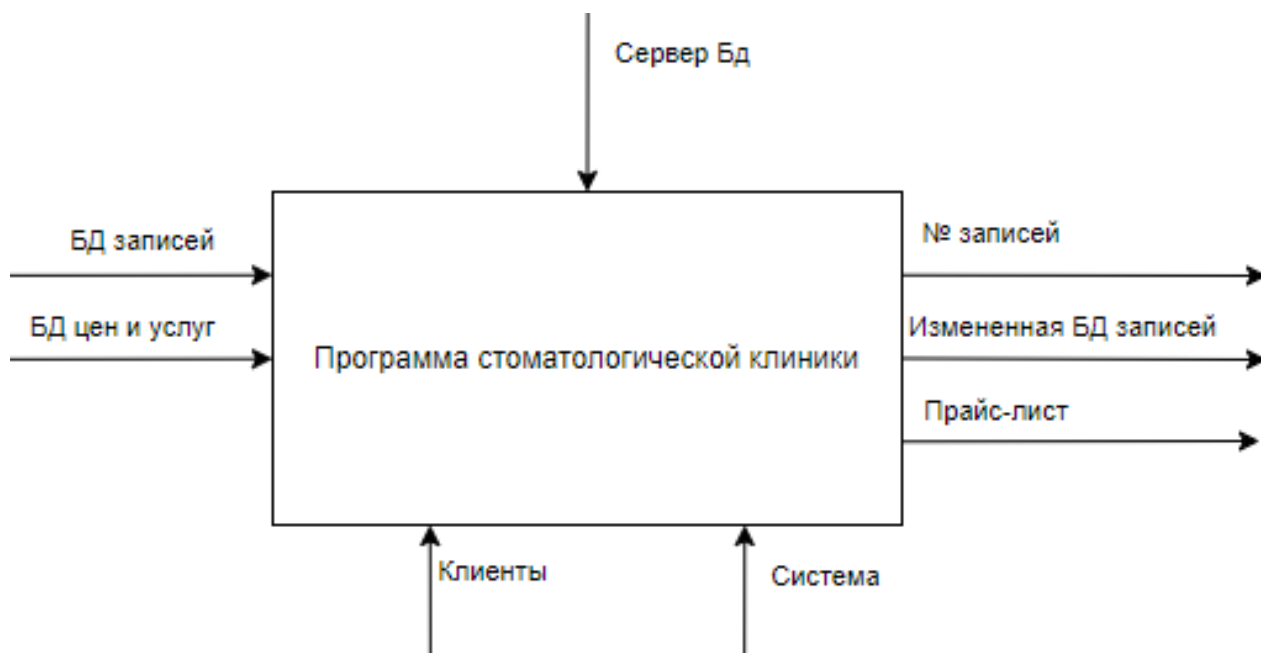 Сервер Бд
БД записей
№ записей
БД цен и услуг
Измененная БД записей
Программа стоматологической клиники
Прайс-лист
Клиенты
Система